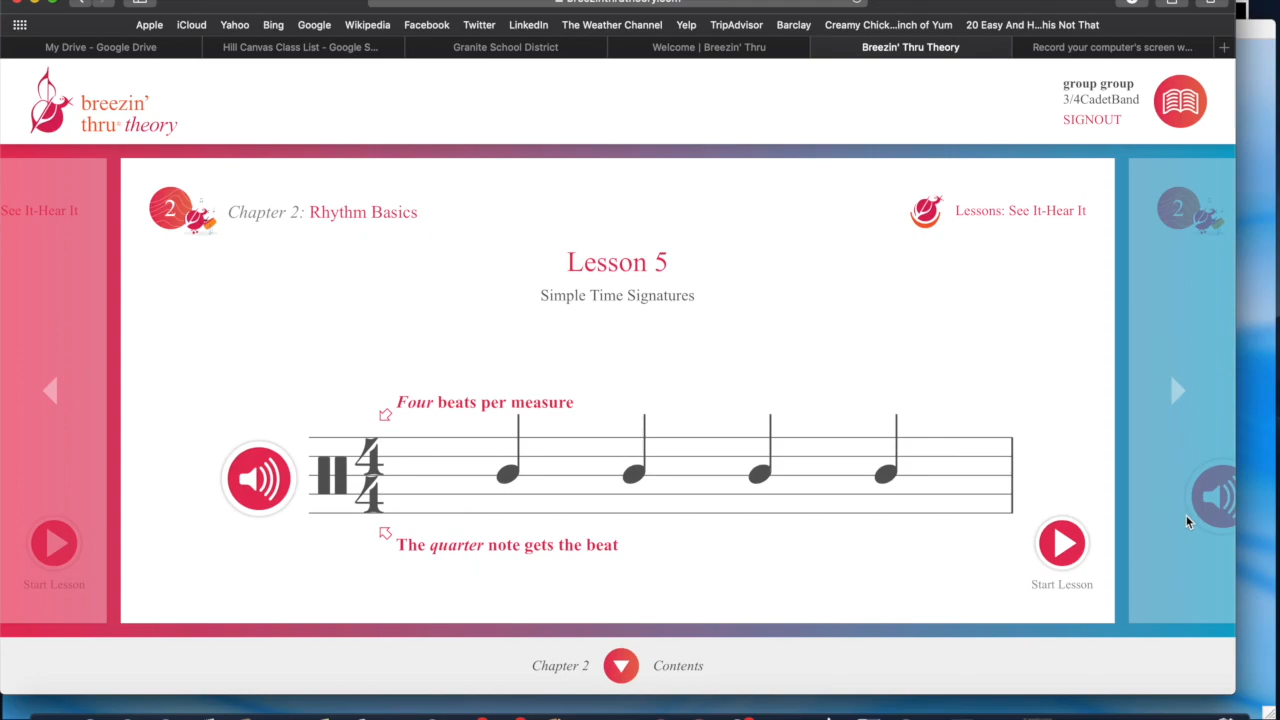 breezinthrutheory.com
Apple iCloud Yahoo Bing Google Wikipedia Facebook Twitter LinkedIn The Weather Channel Yelp TripAdvisor Barclay Creamy Chick...inch of Yum 20 Easy And H...his Not That
My Drive - Google Drive Hill Canvas Class List - Google S... Granite School District Welcome | Breezin' Thru Breezin' Thru Theory Record your computer's screen w... +
breezin'
thru® theory
group group
3/4CadetBand
SIGNOUT
See It-Hear It
2
Chapter 2: Rhythm Basics
Lessons: See It-Hear It
2
Lesson 5
Simple Time Signatures
Four beats per measure
4
4
The quarter note gets the beat
Start Lesson
Start Lesson
Chapter 2 Contents